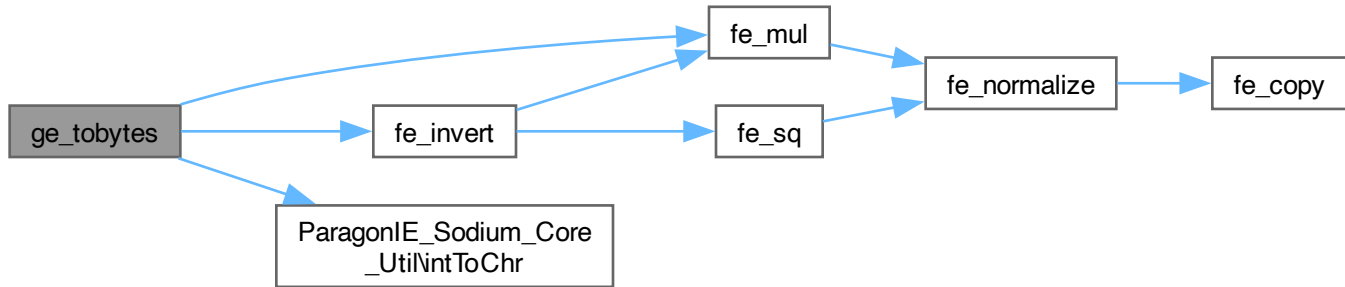 fe_mul
fe_normalize
fe_copy
ge_tobytes
fe_invert
fe_sq
ParagonIE_Sodium_Core
_Util\intToChr